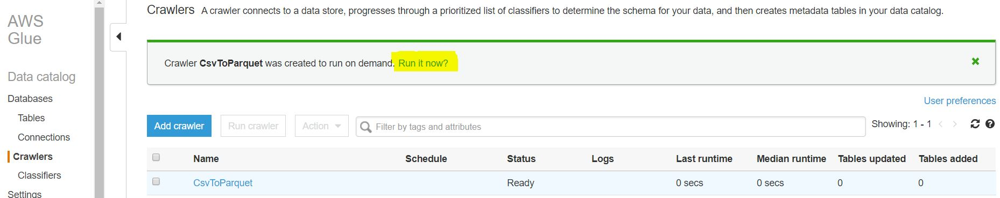 AWS
Glue
Data catalog
Databases
Tables
Connections
Crawlers
Classifiers
Settings
Crawlers A crawler connects to a data store, progresses through a prioritized list of classifiers to determine the schema for your data, and then creates metadata tables in your data catalog.
Crawler CsvToParquet was created to run on demand. Run it now?
User preferences
Add crawler Run crawler Action Filter by tags and attributes Showing: 1 - 1
Name Schedule Status Logs Last runtime Median runtime Tables updated Tables added
CsvToParquet Ready 0 secs 0 secs 0 0